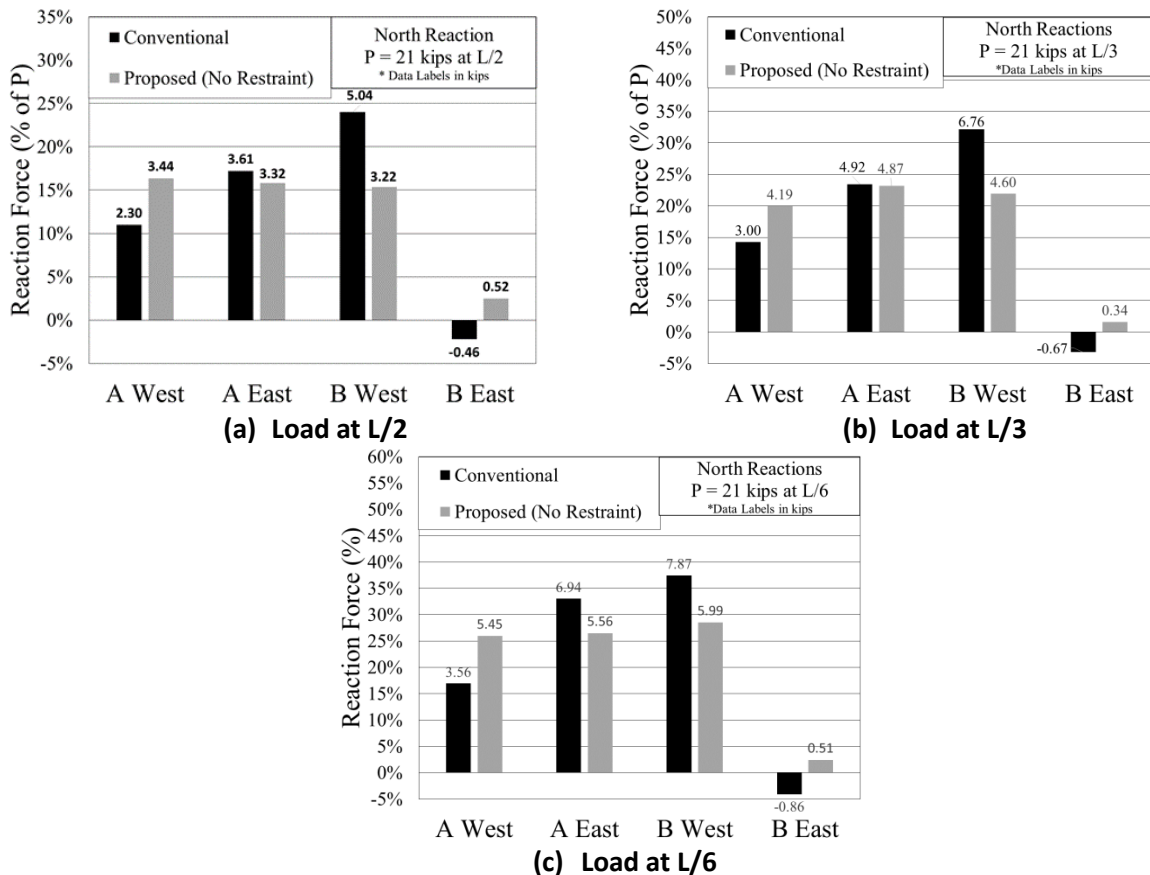 Reaction Force (% of P)
35%
30%
25%
20%
15%
10%
5%
0%
-5%
Conventional
Proposed (No Restraint)
North Reaction
P = 21 kips at L/2
* Data Labels in kips
2.30
3.44
3.61
3.32
5.04
3.22
-0.46
0.52
A West
A East
B West
B East
(a) Load at L/2
Reaction Force (% of P)
50%
45%
40%
35%
30%
25%
20%
15%
10%
5%
0%
-5%
Conventional
Proposed (No Restraint)
North Reactions
P = 21 kips at L/3
*Data Labels in kips
3.00
4.19
4.92
4.87
6.76
4.60
-0.67
0.34
A West
A East
B West
B East
(b) Load at L/3
Reaction Force (%)
60%
55%
50%
45%
40%
35%
30%
25%
20%
15%
10%
5%
0%
-5%
Conventional
Proposed (No Restraint)
North Reactions
P = 21 kips at L/6
*Data Labels in kips
3.56
5.45
6.94
5.56
7.87
5.99
-0.86
0.51
A West
A East
B West
B East
(c) Load at L/6